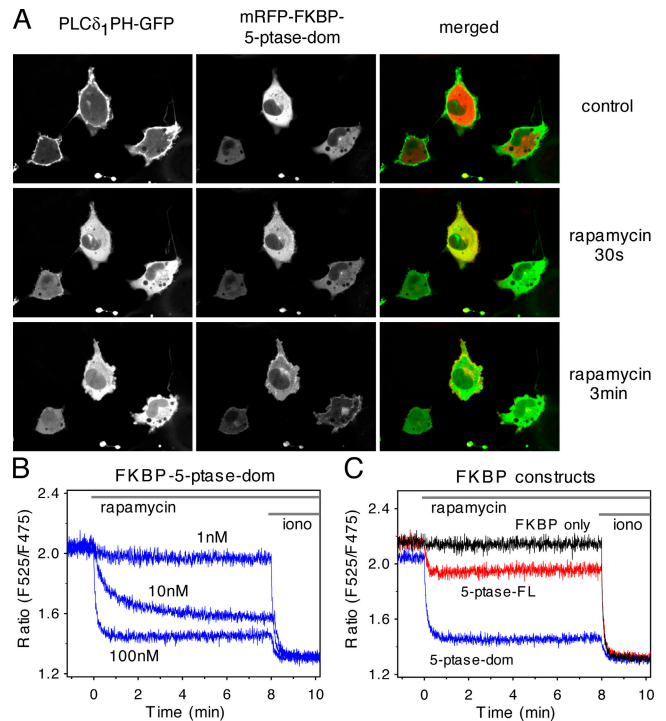 A
PLCδ1PH-GFP
mRFP-FKBP-
5-ptase-dom
merged
control
rapamycin
30s
rapamycin
3min
B
FKBP-5-ptase-dom
rapamycin
iono
1nM
10nM
100nM
2.4
2.0
1.6
1.2
Ratio (F525/F475)
0 2 4 6 8 10
Time (min)
C
FKBP constructs
rapamycin
FKBP only
iono
5-ptase-FL
5-ptase-dom
2.4
2.0
1.6
1.2
Ratio (F525/F475)
0 2 4 6 8 10
Time (min)